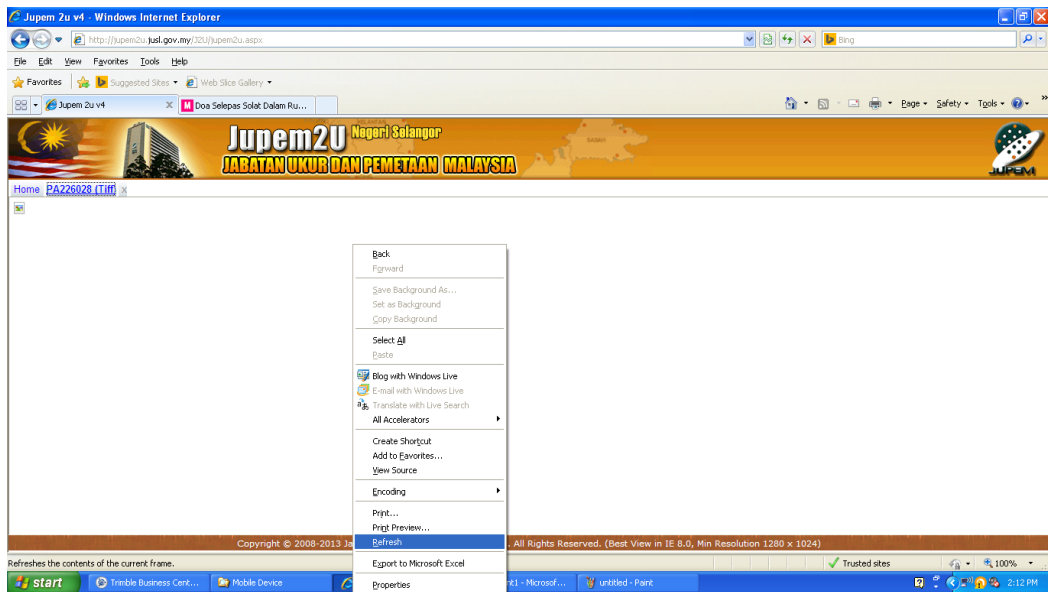 Jupem 2u v4 - Windows Internet Explorer
http://jupem2u.jusl.gov.my/J2U/jupem2u.aspx
Bing
File Edit View Favorites Tools Help
Favorites Suggested Sites Web Slice Gallery
Jupem 2u v4 Doa Selepas Solat Dalam Ru... Page Safety Tools
Jupem2U Negeri Selangor
JABATAN UKUR DAN PEMETAAN MALAYSIA
JUPEM
Home PA226028 (Tiff) x
Back
Forward
Save Background As...
Set as Background
Copy Background
Select All
Paste
Blog with Windows Live
E-mail with Windows Live
Translate with Live Search
All Accelerators
Create Shortcut
Add to Favorites...
View Source
Encoding
Print...
Print Preview...
Refresh
Export to Microsoft Excel
Properties
Copyright © 2008-2013 Ja
. All Rights Reserved. (Best View in IE 8.0, Min Resolution 1280 x 1024)
Refreshes the contents of the current frame. Trusted sites 100%
start Trimble Business Cent... Mobile Device nt1 - Microsof... untitled - Paint 2:12 PM